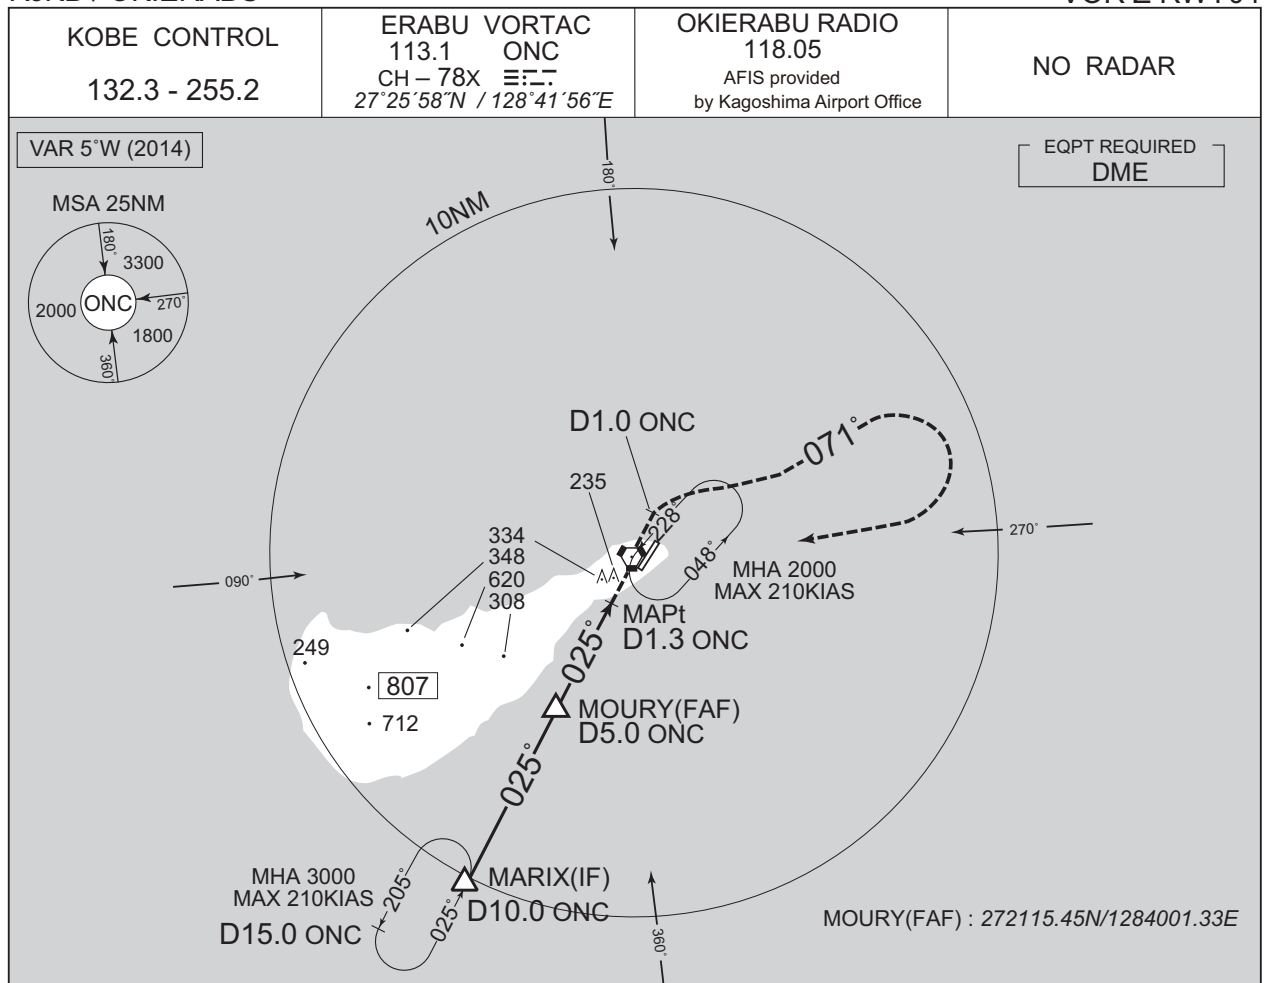 KOBE CONTROL
132.3 - 255.2
ERABU VORTAC
113.1 ONC
CH – 78X
27˚25´58˝N / 128˚41´56˝E
OKIERABU RADIO
118.05
AFIS provided
by Kagoshima Airport Office
NO RADAR
VAR 5˚W (2014)
EQPT REQUIRED
DME
MSA 25NM
180˚
3300
2000
ONC
270˚
1800
360˚
180˚
10NM
D1.0 ONC
071˚
235
228˚
334
348
620
308
048˚
270˚
090˚
MHA 2000
MAX 210KIAS
MAPt
D1.3 ONC
025˚
249
807
712
MOURY(FAF)
D5.0 ONC
025˚
MHA 3000
MAX 210KIAS
205˚
025˚
MARIX(IF)
D10.0 ONC
D15.0 ONC
360˚
MOURY(FAF) : 272115.45N/1284001.33E